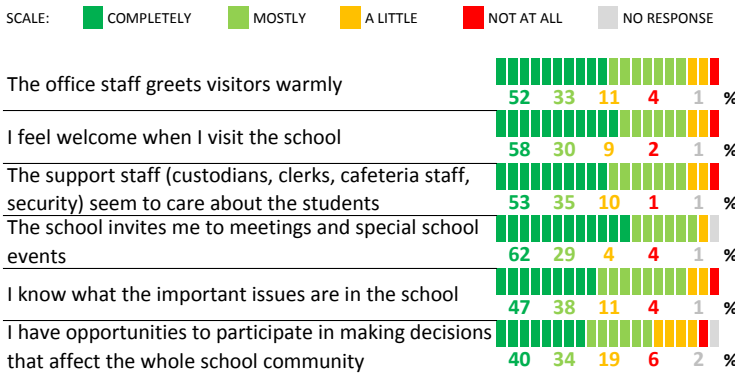 SCALE: COMPLETELY MOSTLY A LITTLE NOT AT ALL NO RESPONSE
The office staff greets visitors warmly
52 33 11 4 1 %
I feel welcome when I visit the school
58 30 9 2 1 %
The support staff (custodians, clerks, cafeteria staff,
security) seem to care about the students
53 35 10 1 1 %
The school invites me to meetings and special school
events
62 29 4 4 1 %
I know what the important issues are in the school
47 38 11 4 1 %
I have opportunities to participate in making decisions
that affect the whole school community
40 34 19 6 2 %